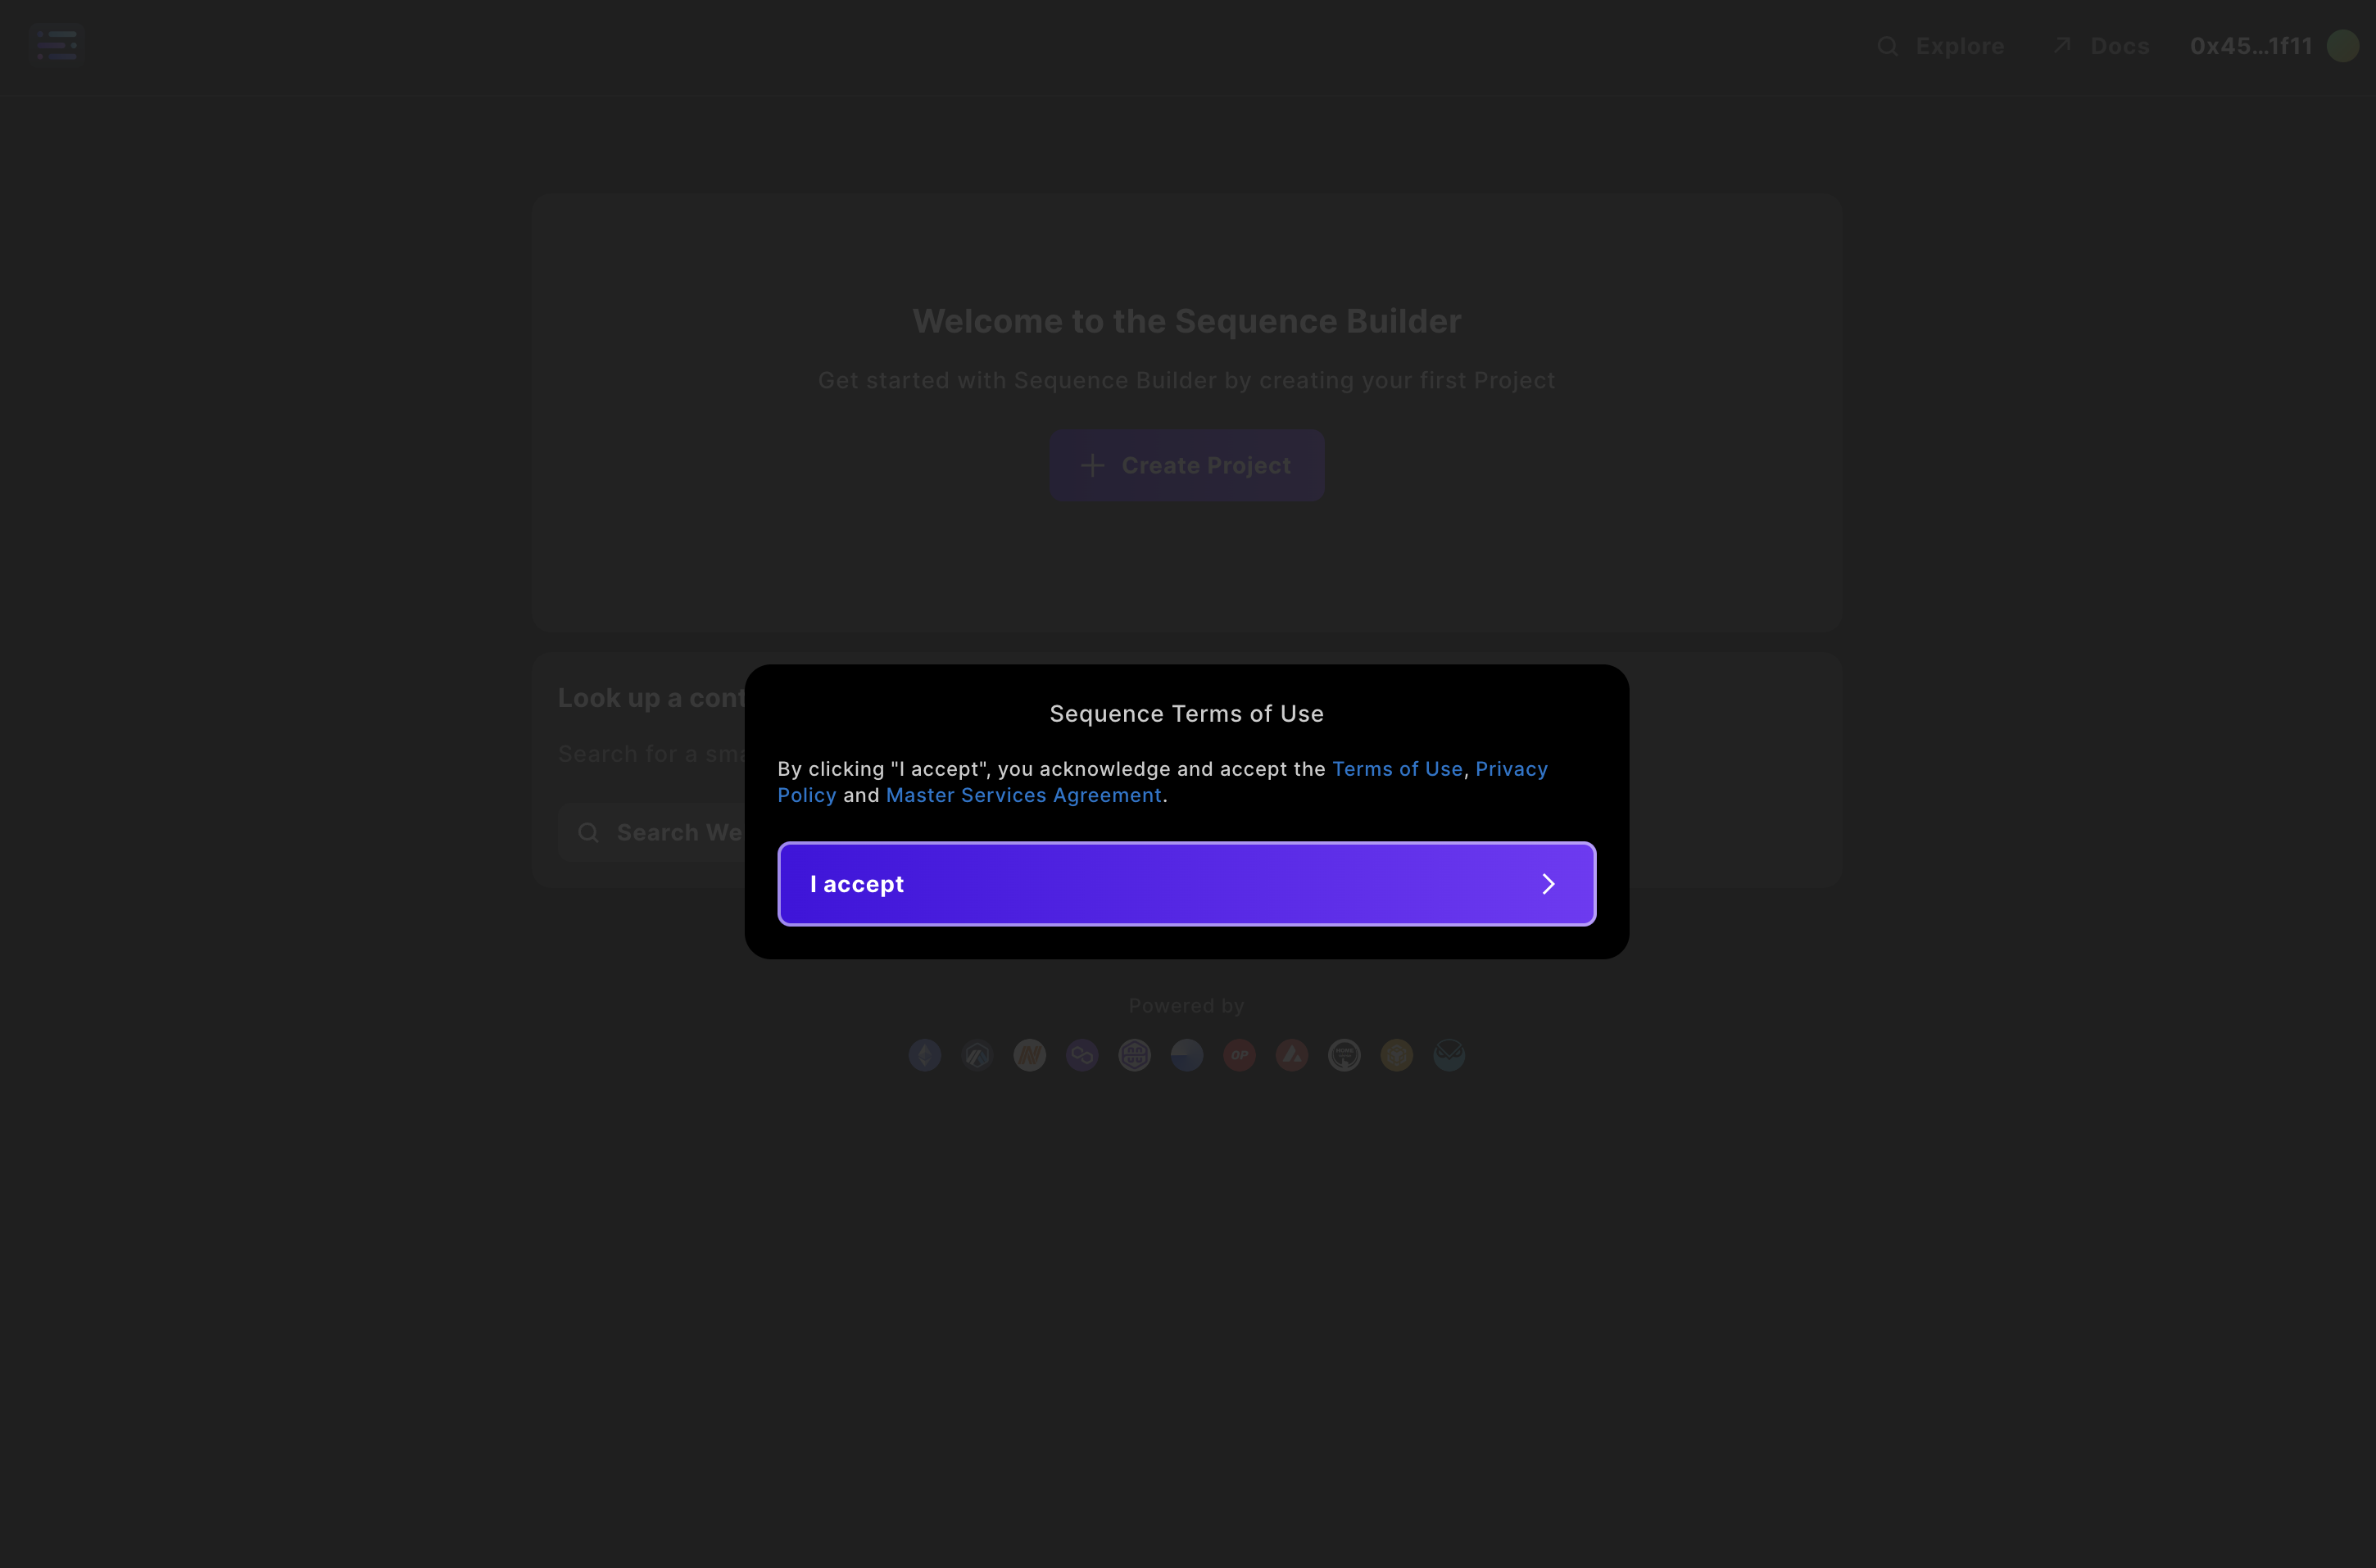 Explore
Docs
0x45...1f11
Welcome to the Sequence Builder
Get started with Sequence Builder by creating your first Project
Create Project
Look up a cont
Search for a sma
Search We
Sequence Terms of Use
By clicking "I accept", you acknowledge and accept the Terms of Use, Privacy
Policy and Master Services Agreement.
I accept
Powered by
OP